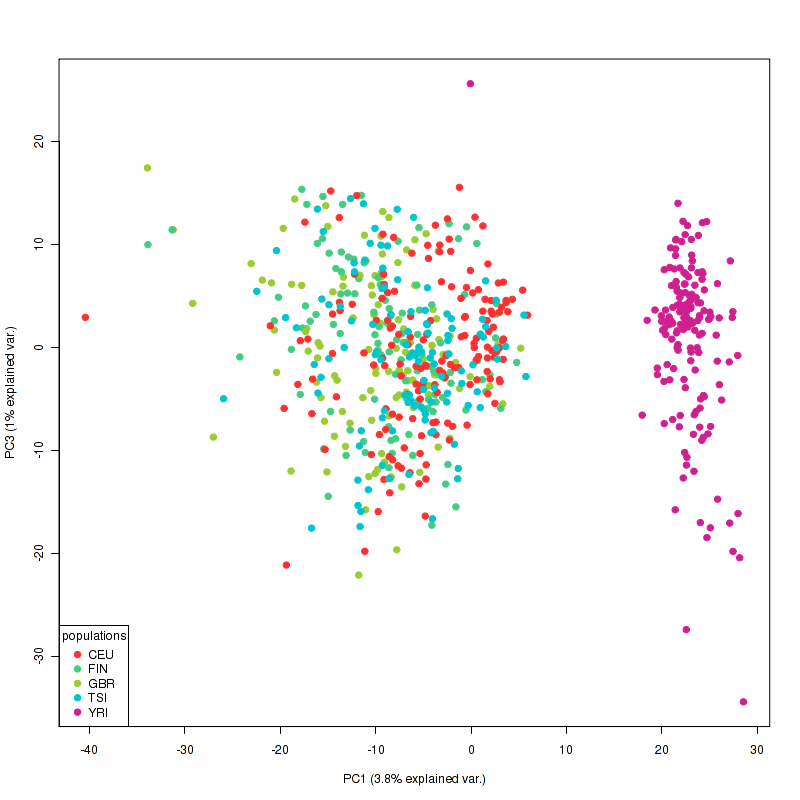 PC3 (1% explained var.)
20
10
0
-10
-20
-30
populations
CEU
FIN
GBR
TSI
YRI
-40 -30 -20 -10 0 10 20 30
PC1 (3.8% explained var.)